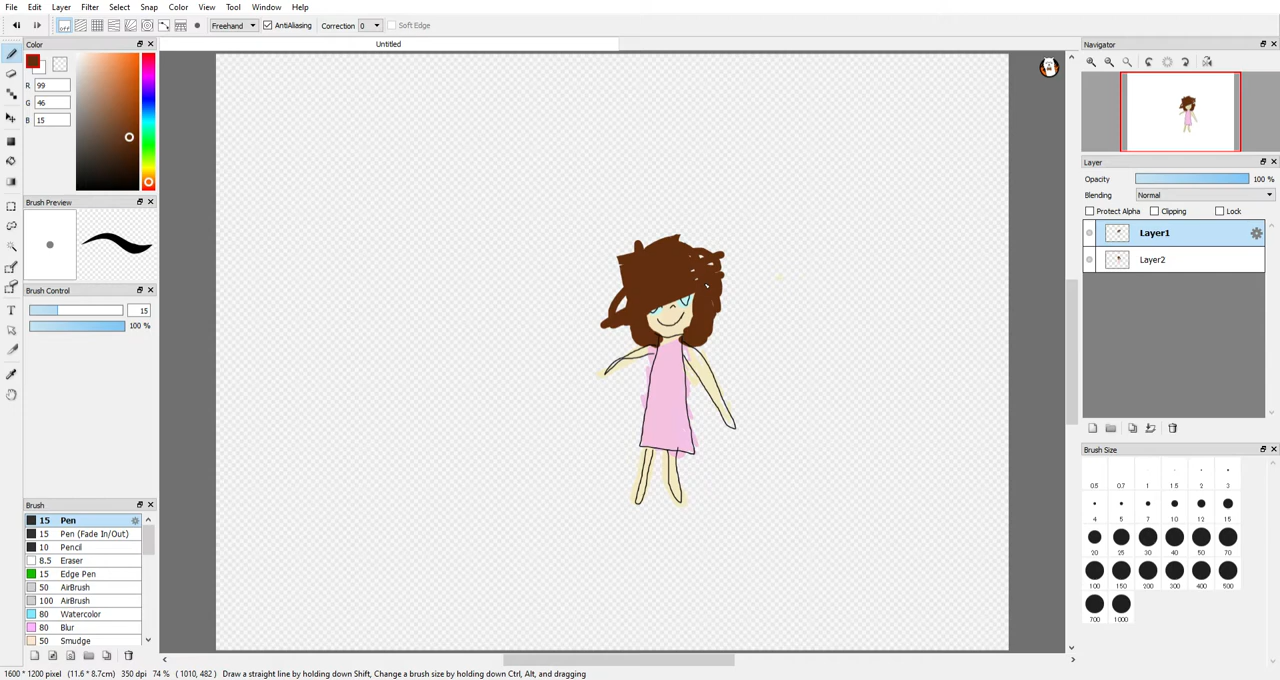 File Edit Layer Filter Select Snap Color View Tool Window Help
off Freehand AntiAliasing Correction 0 Soft Edge
Untitled
Color
R 99
G 46
B 15
Brush Preview
Brush Control
15
100 %
Brush
15 Pen
15 Pen (Fade In/Out)
10 Pencil
8.5 Eraser
15 Edge Pen
50 AirBrush
100 AirBrush
80 Watercolor
80 Blur
50 Smudge
Navigator
Layer
Opacity 100 %
Blending Normal
Protect Alpha Clipping Lock
Layer1
Layer2
Brush Size
0.5 0.7 1 1.5 2 3
4 5 7 10 12 15
20 25 30 40 50 70
100 150 200 300 400 500
700 1000
1600 * 1200 pixel (11.6 * 8.7cm) 350 dpi 74 % ( 1010, 482 ) Draw a straight line by holding down Shift, Change a brush size by holding down Ctrl, Alt, and dragging